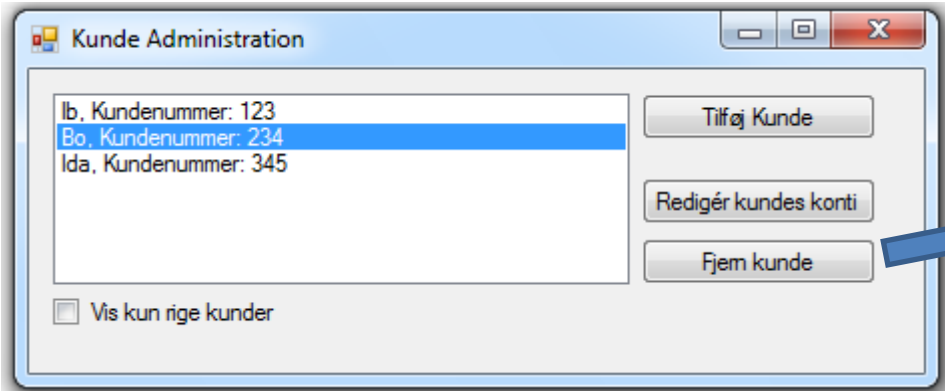 Kunde Administration
Ib, Kundenummer: 123
Bo, Kundenummer: 234
Ida, Kundenummer: 345
Tilføj Kunde
Redigér kundes konti
Fjern kunde
Vis kun rige kunder